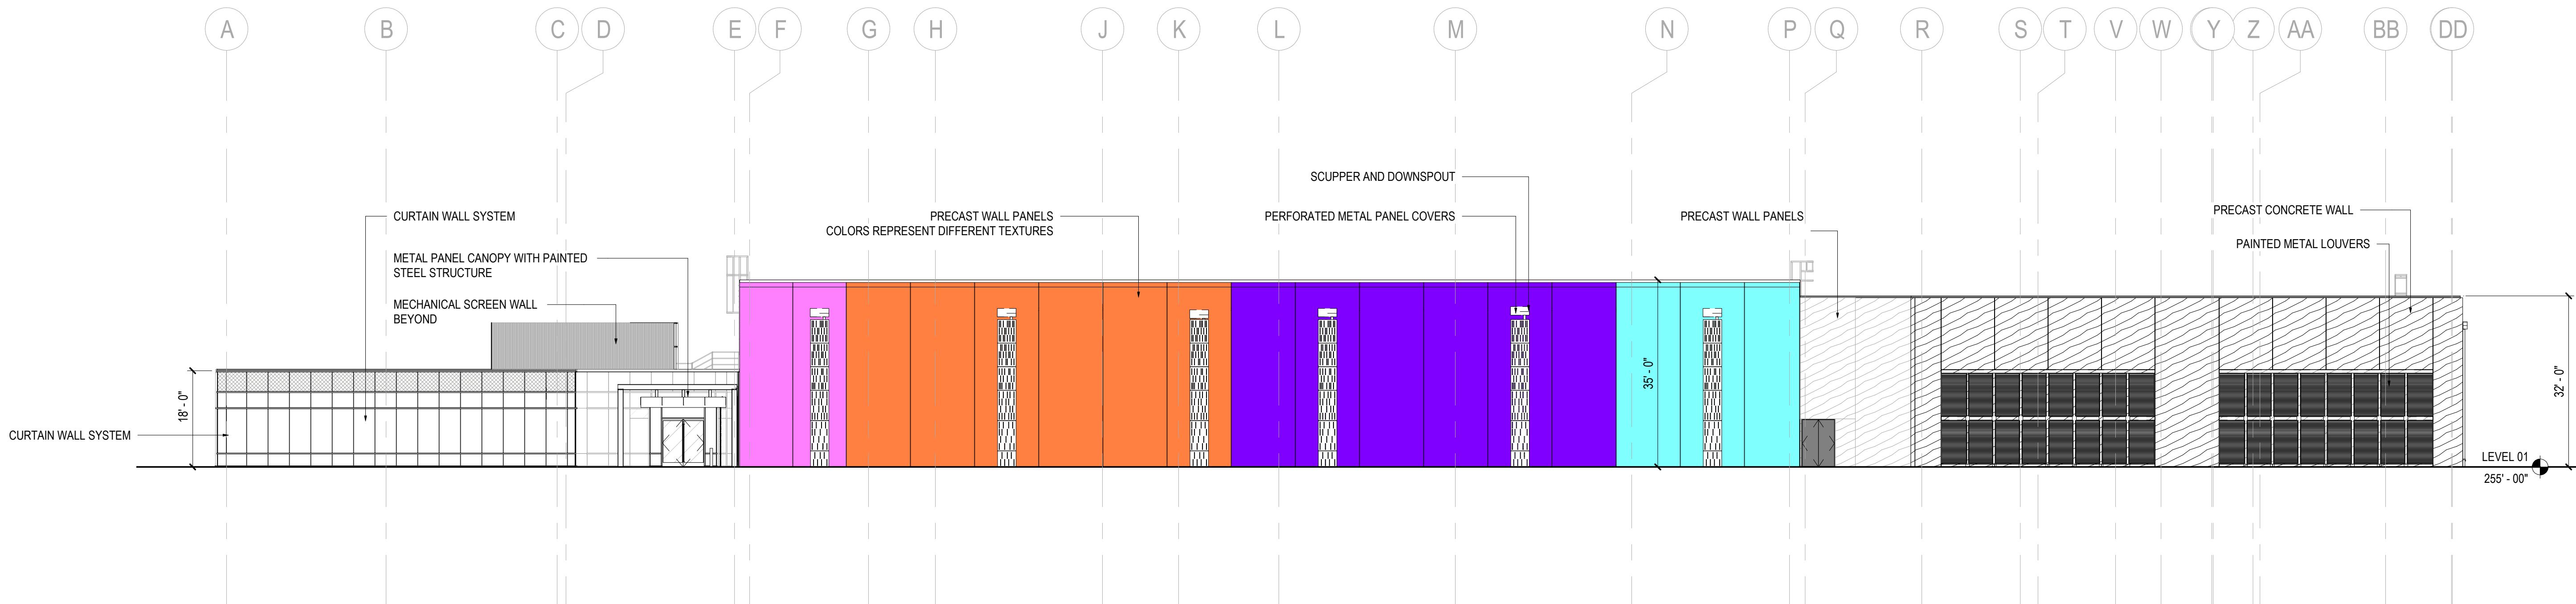 A
B
C
D
E
F
G
H
J
K
L
M
N
P
Q
R
S
T
V
W
Y
Z
AA
BB
DD
SCUPPER AND DOWNSPOUT
CURTAIN WALL SYSTEM
PRECAST WALL PANELS
COLORS REPRESENT DIFFERENT TEXTURES
PERFORATED METAL PANEL COVERS
PRECAST WALL PANELS
PRECAST CONCRETE WALL
PAINTED METAL LOUVERS
METAL PANEL CANOPY WITH PAINTED
STEEL STRUCTURE
MECHANICAL SCREEN WALL
BEYOND
18' - 0"
35' - 0"
32' - 0"
CURTAIN WALL SYSTEM
LEVEL 01
255' - 00"